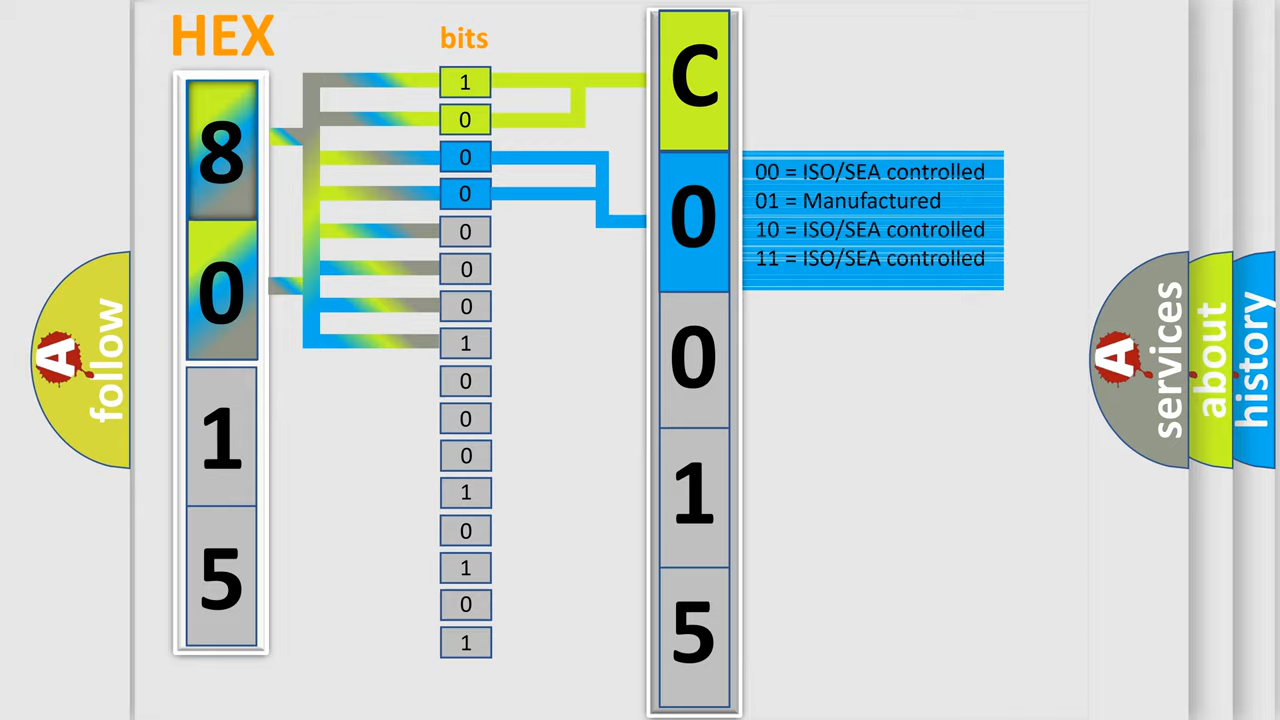 HEX
bits
8
0
1
5
1
0
0
0
0
0
0
1
0
0
0
1
0
1
0
1
C
0
0
1
5
00 = ISO/SEA controlled
01 = Manufactured
10 = ISO/SEA controlled
11 = ISO/SEA controlled
A
follow
A
services
about
history